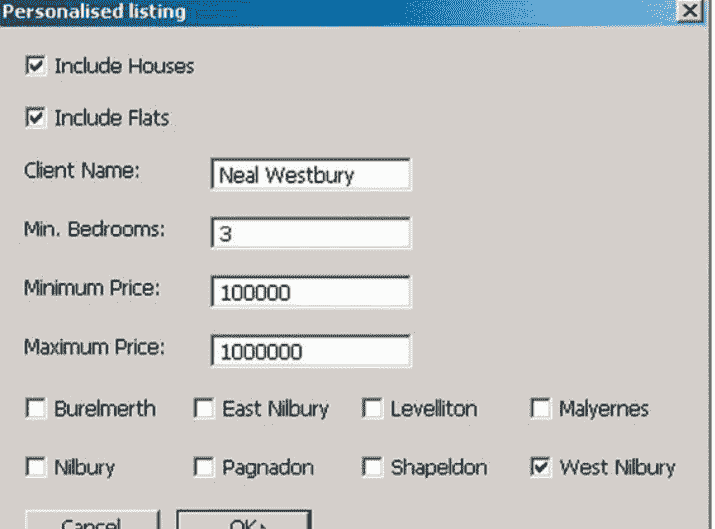 Personalised listing
Include Houses
Include Flats
Client Name: Neal Westbury
Min. Bedrooms: 3
Minimum Price: 100000
Maximum Price: 1000000
Burelmerth East Nilbury Levelliton Malyernes
Nilbury Pagnadon Shapeldon West Nilbury
Cancel OK